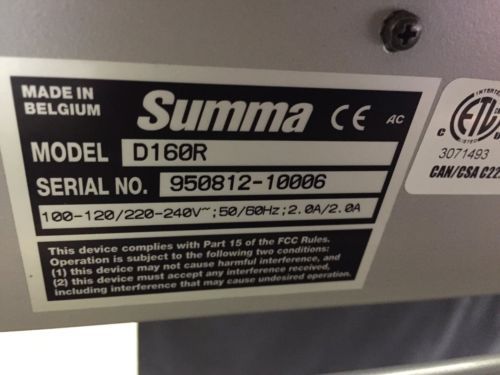 MADE IN
BELGIUM
Summa CE AC
MODEL D160R
SERIAL NO. 950812-10006
100-120/220-240V~;50/60Hz;2.0A/2.0A
This device complies with Part 15 of the FCC Rules.
Operation is subject to the following two conditions:
(1) this device may not cause harmful interference, and
(2) this device must accept any interference received,
including interference that may cause undesired operation.
c ETL
3071493
CAN/CSA C22.